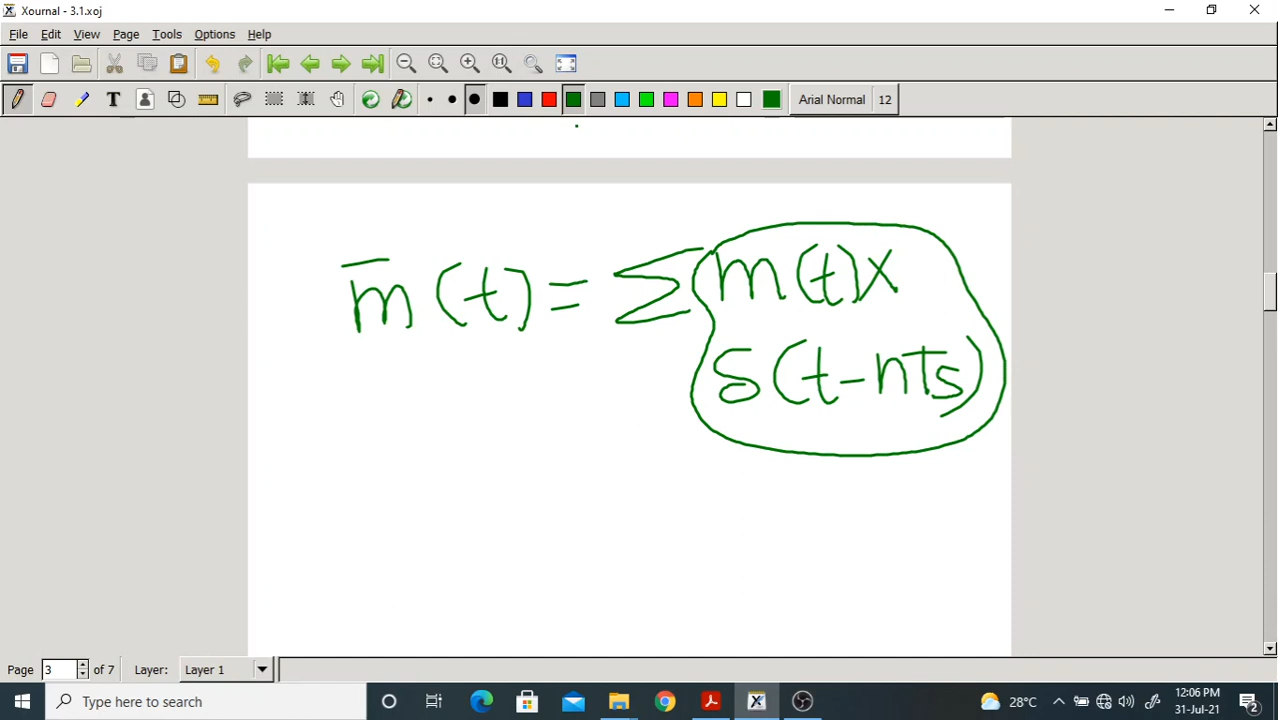 Xournal - 3.1.xoj
File Edit View Page Tools Options Help
Arial Normal 12
m̅(t)=∑m(t)x
δ(t-nTs)
Page 3 of 7 Layer: Layer 1
Type here to search
28°C
12:06 PM
31-Jul-21
2